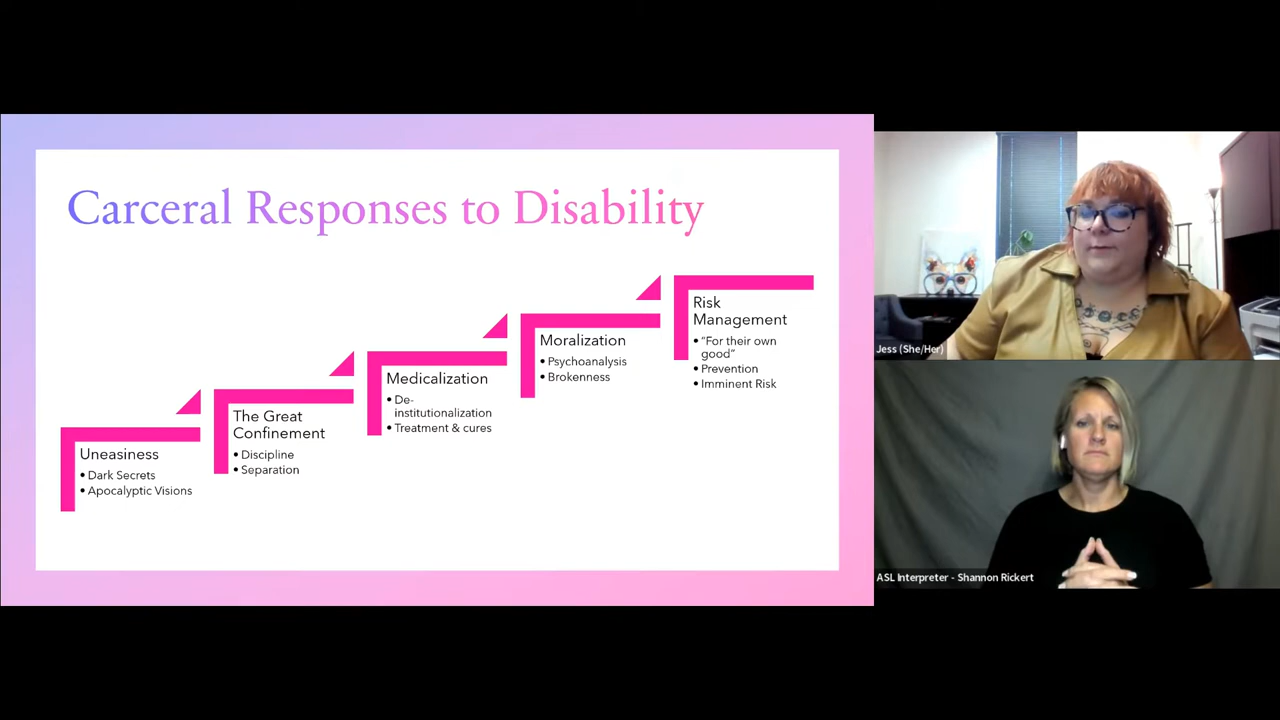 Carceral Responses to Disability
Uneasiness
• Dark Secrets
• Apocalyptic Visions
The Great
Confinement
• Discipline
• Separation
Medicalization
• De-
institutionalization
• Treatment & cures
Moralization
• Psychoanalysis
• Brokenness
Risk
Management
• “For their own
good”
• Prevention
• Imminent Risk
Jess (She/Her)
ASL Interpreter - Shannon Rickert